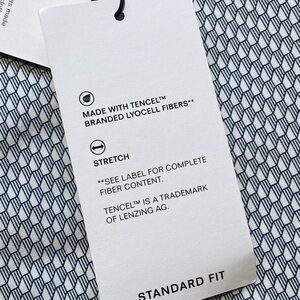 MADE WITH TENCEL™
BRANDED LYOCELL FIBERS**
STRETCH
**SEE LABEL FOR COMPLETE
FIBER CONTENT.
TENCEL™ IS A TRADEMARK
OF LENZING AG.
STANDARD FIT